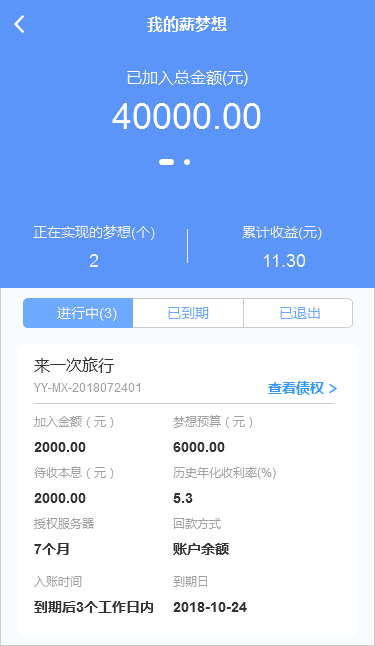 我的薪梦想
已加入总金额(元)
40000.00
正在实现的梦想(个)
累计收益(元)
2
11.30
进行中(3)
已到期
已退出
来一次旅行
YY-MX-2018072401
查看债权 >
加入金额（元）
梦想预算（元）
2000.00
6000.00
待收本息（元）
历史年化收利率(%)
2000.00
5.3
授权服务器
回款方式
7个月
账户余额
入账时间
到期日
到期后3个工作日内
2018-10-24